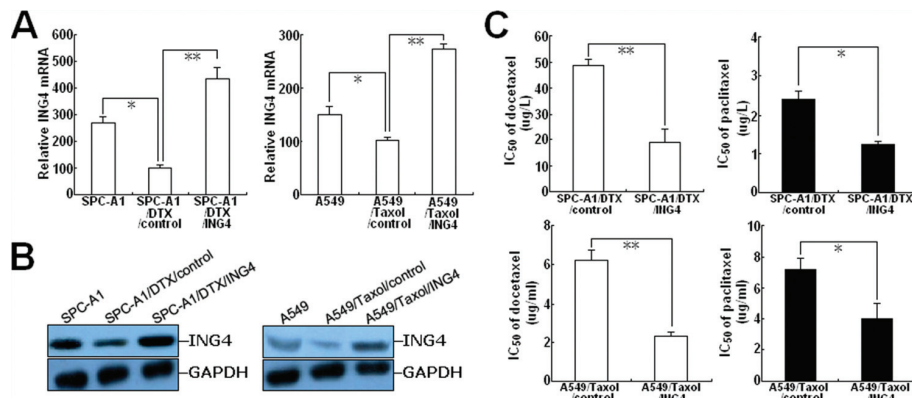 A
Relative ING4 mRNA
600
500
400
300
200
100
0
*
**
SPC-A1
SPC-A1
/DTX
/control
SPC-A1
/DTX
/ING4
Relative ING4 mRNA
300
200
100
0
*
**
A549
A549
/Taxol
/control
A549
/Taxol
/ING4
B
SPC-A1
SPC-A1/DTX/control
SPC-A1/DTX/ING4
ING4
GAPDH
A549
A549/Taxol/control
A549/Taxol/ING4
ING4
GAPDH
C
IC50 of docetaxel
(ug/L)
60
50
40
30
20
10
0
**
SPC-A1/DTX
/control
SPC-A1/DTX
/ING4
IC50 of paclitaxel
(ug/L)
4
3
2
1
0
*
SPC-A1/DTX
/control
SPC-A1/DTX
/ING4
IC50 of docetaxel
(ug/ml)
8
6
4
2
0
**
A549/Taxol
/control
A549/Taxol
/ING4
IC50 of paclitaxel
(ug/ml)
10
8
6
4
2
0
*
A549/Taxol
/control
A549/Taxol
/ING4